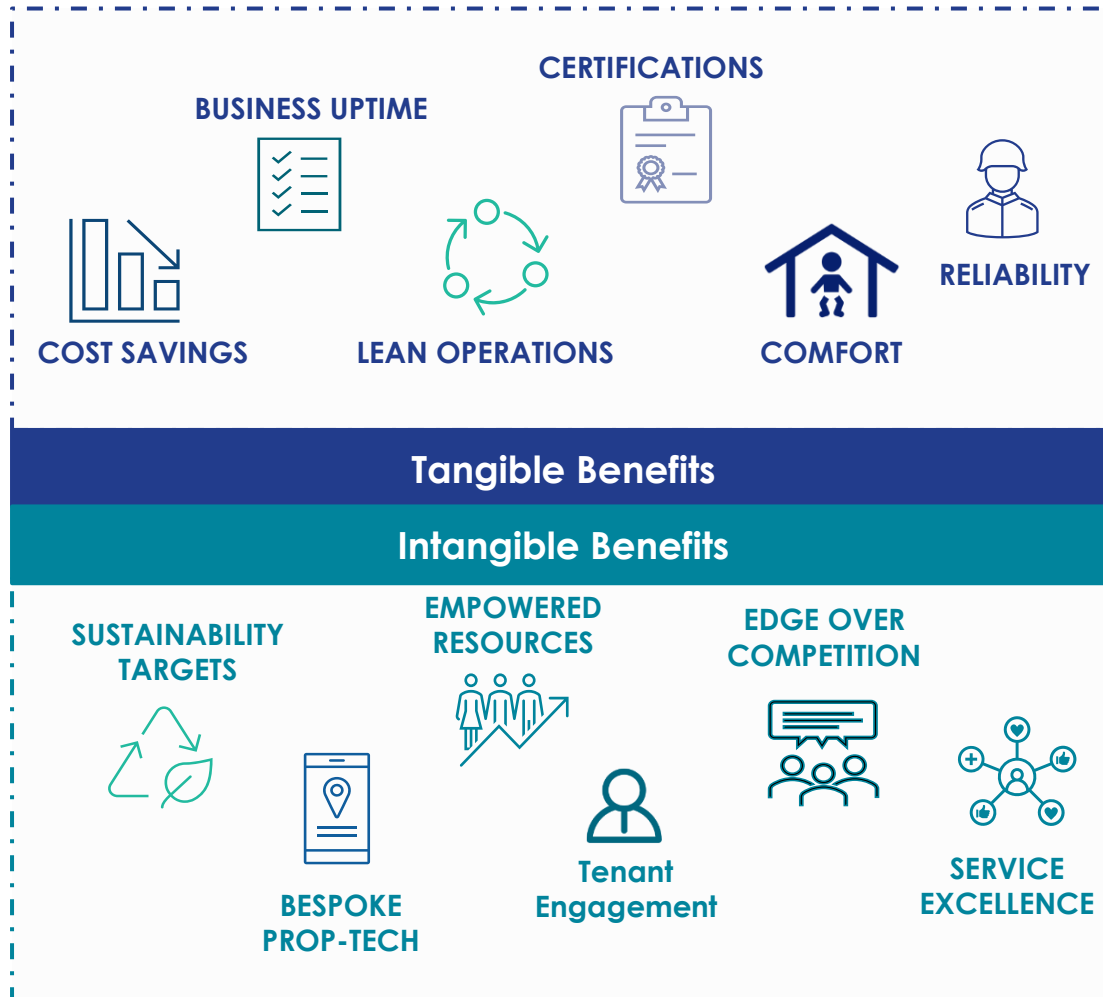 CERTIFICATIONS
BUSINESS UPTIME
RELIABILITY
COST SAVINGS
LEAN OPERATIONS
COMFORT
Tangible Benefits
Intangible Benefits
SUSTAINABILITY
TARGETS
EMPOWERED
RESOURCES
EDGE OVER
COMPETITION
BESPOKE
PROP-TECH
Tenant
Engagement
SERVICE
EXCELLENCE